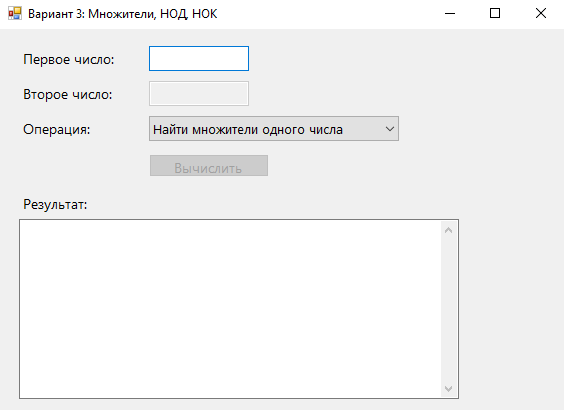 Вариант 3: Множители, НОД, НОК
Первое число:
Второе число:
Операция:
Найти множители одного числа
Вычислить
Результат: